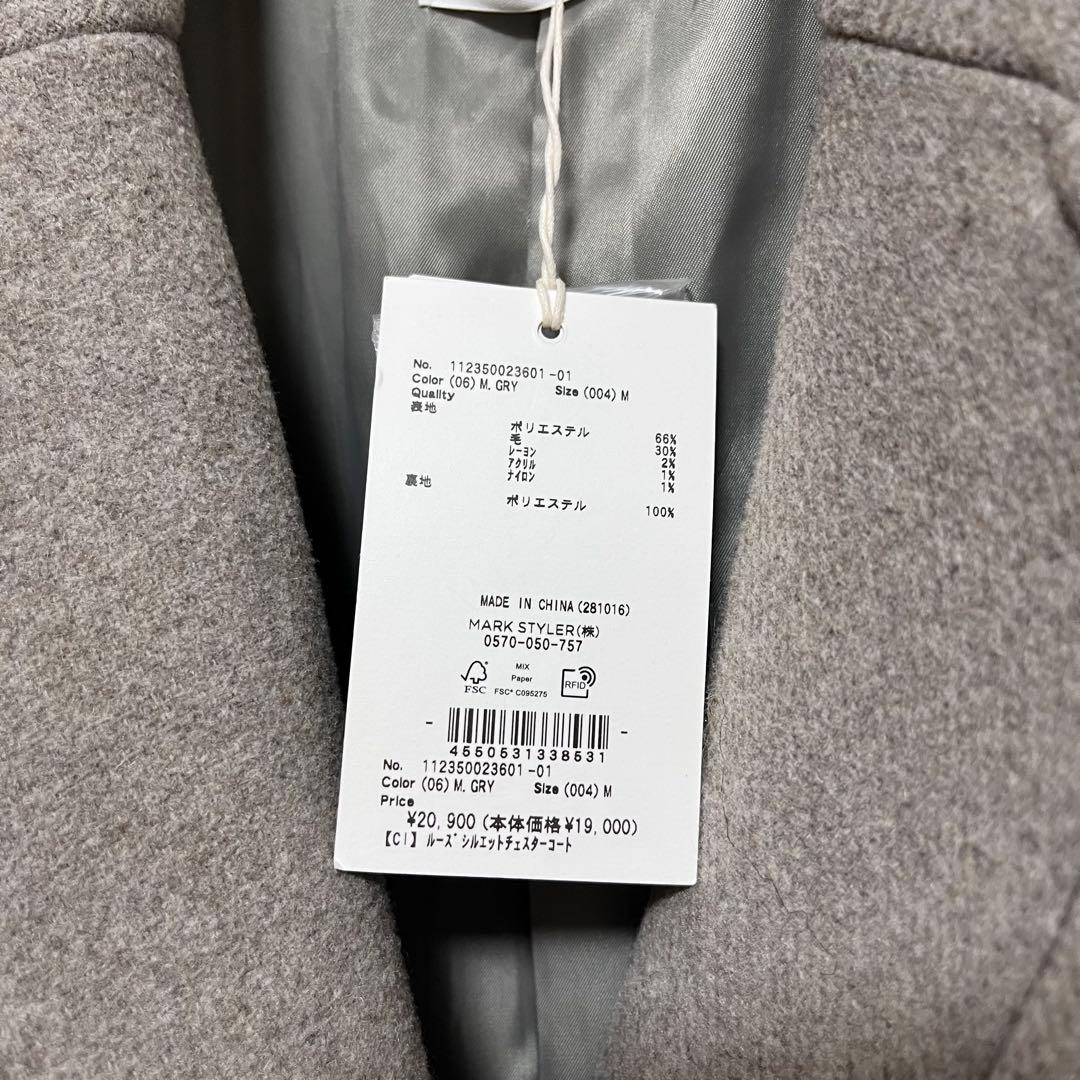 No. 112350023601-01
Color (06) M. GRY Size (004) M
Quality
表地
ポリエステル 66%
毛 30%
レーヨン 2%
アクリル 1%
ナイロン 1%
裏地
ポリエステル 100%
MADE IN CHINA (281016)
MARK STYLER(株)
0570-050-757
FSC
MIX
Paper
FSC® C095275
RFID
4550531338531
No. 112350023601-01
Color (06) M. GRY Size (004) M
Price
¥20,900 (本体価格¥19,000)
【CI】 ルーズシルエットチェスターコート